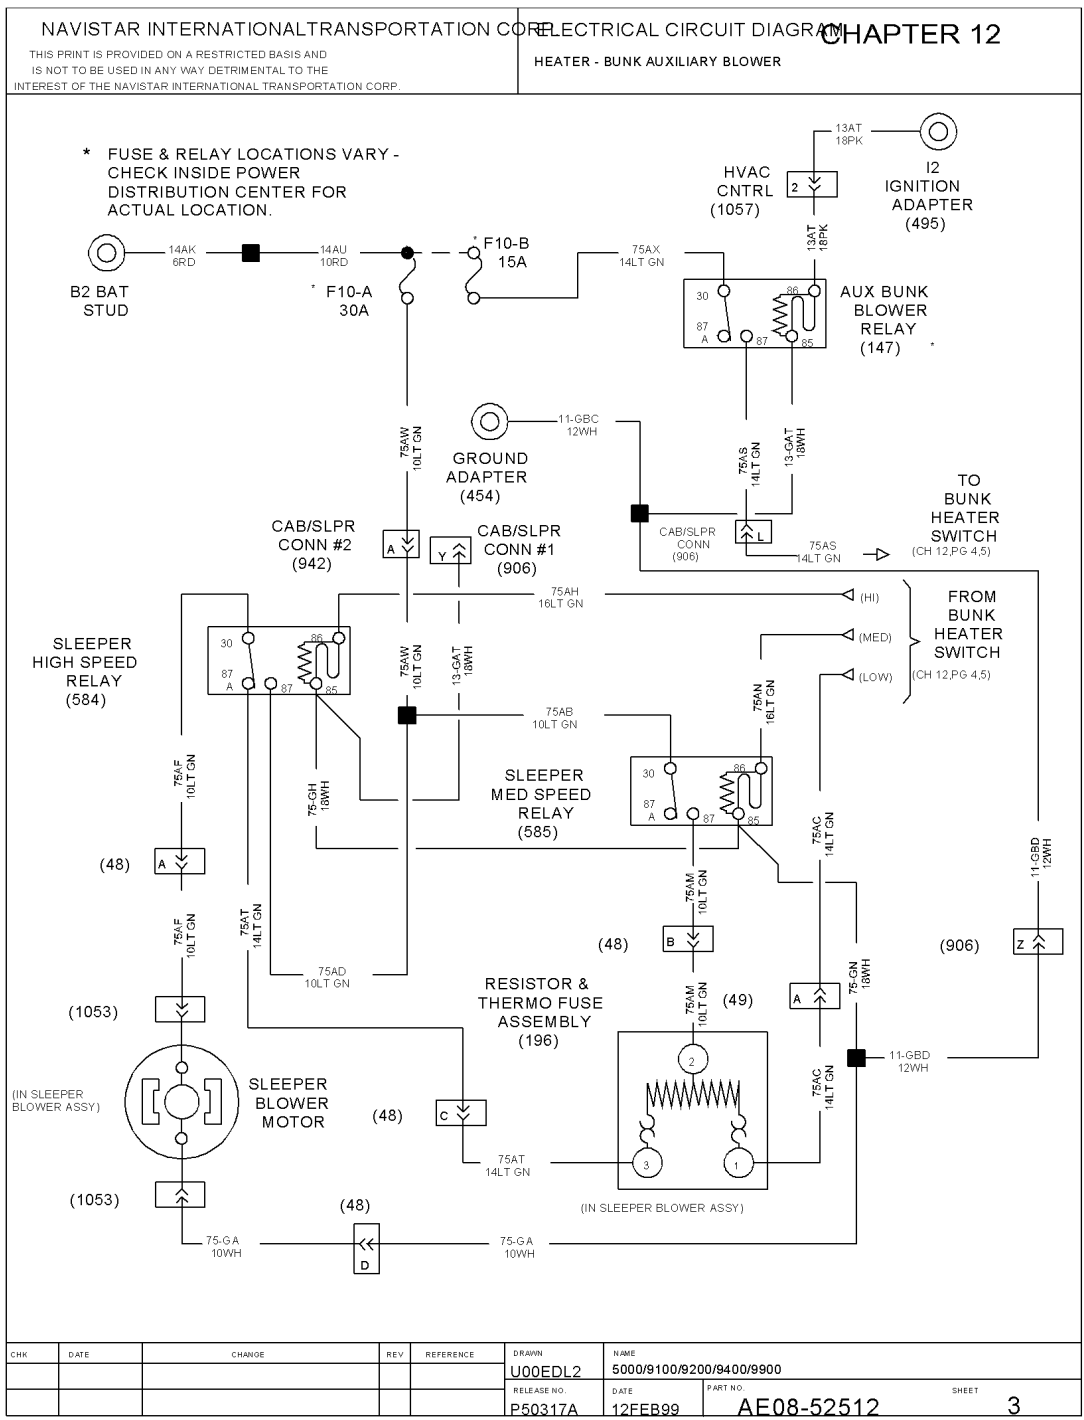 NAVISTAR INTERNATIONALTRANSPORTATION CORP.
THIS PRINT IS PROVIDED ON A RESTRICTED BASIS AND
IS NOT TO BE USED IN ANY WAY DETRIMENTAL TO THE
INTEREST OF THE NAVISTAR INTERNATIONAL TRANSPORTATION CORP.
ELECTRICAL CIRCUIT DIAGRAM
CHAPTER 12
HEATER - BUNK AUXILIARY BLOWER
* FUSE & RELAY LOCATIONS VARY -
CHECK INSIDE POWER
DISTRIBUTION CENTER FOR
ACTUAL LOCATION.
13AT
18PK
I2
IGNITION
ADAPTER
(495)
HVAC
CNTRL
(1057)
2
13AT
18PK
14AK
6RD
14AU
10RD
B2 BAT
STUD
* F10-B
15A
* F10-A
30A
75AX
14LT GN
30
86
87
A
87
85
AUX BUNK
BLOWER
RELAY
(147) *
75AW
10LT GN
11-GBC
12WH
GROUND
ADAPTER
(454)
75AS
14LT GN
13-GAT
18WH
CAB/SLPR
CONN #2
(942)
A
Y
CAB/SLPR
CONN #1
(906)
CAB/SLPR
CONN
(906)
L
75AS
14LT GN
TO
BUNK
HEATER
SWITCH
(CH 12,PG 4,5)
75AH
16LT GN
(HI)
(MED)
(LOW)
FROM
BUNK
HEATER
SWITCH
(CH 12,PG 4,5)
SLEEPER
HIGH SPEED
RELAY
(584)
30
86
87
A
87
85
75AW
10LT GN
13-GAT
18WH
75AB
10LT GN
75AN
16LT GN
SLEEPER
MED SPEED
RELAY
(585)
30
86
87
A
87
85
75AF
10LT GN
75-GH
18WH
75AC
14LT GN
11-GBD
12WH
(48)
A
75AM
10LT GN
75AF
10LT GN
75AT
14LT GN
(48)
B
75-GN
18WH
(906)
Z
75AD
10LT GN
RESISTOR &
THERMO FUSE
ASSEMBLY
(196)
75AM
10LT GN
(49)
A
(1053)
2
3
1
11-GBD
12WH
75AC
14LT GN
(IN SLEEPER
BLOWER ASSY)
SLEEPER
BLOWER
MOTOR
(48)
C
75AT
14LT GN
(IN SLEEPER BLOWER ASSY)
(1053)
(48)
D
75-GA
10WH
75-GA
10WH
CHK
DATE
CHANGE
REV
REFERENCE
DRAWN
U00EDL2
NAME
5000/9100/9200/9400/9900
RELEASE NO.
P50317A
DATE
12FEB99
PART NO.
AE08-52512
SHEET
3